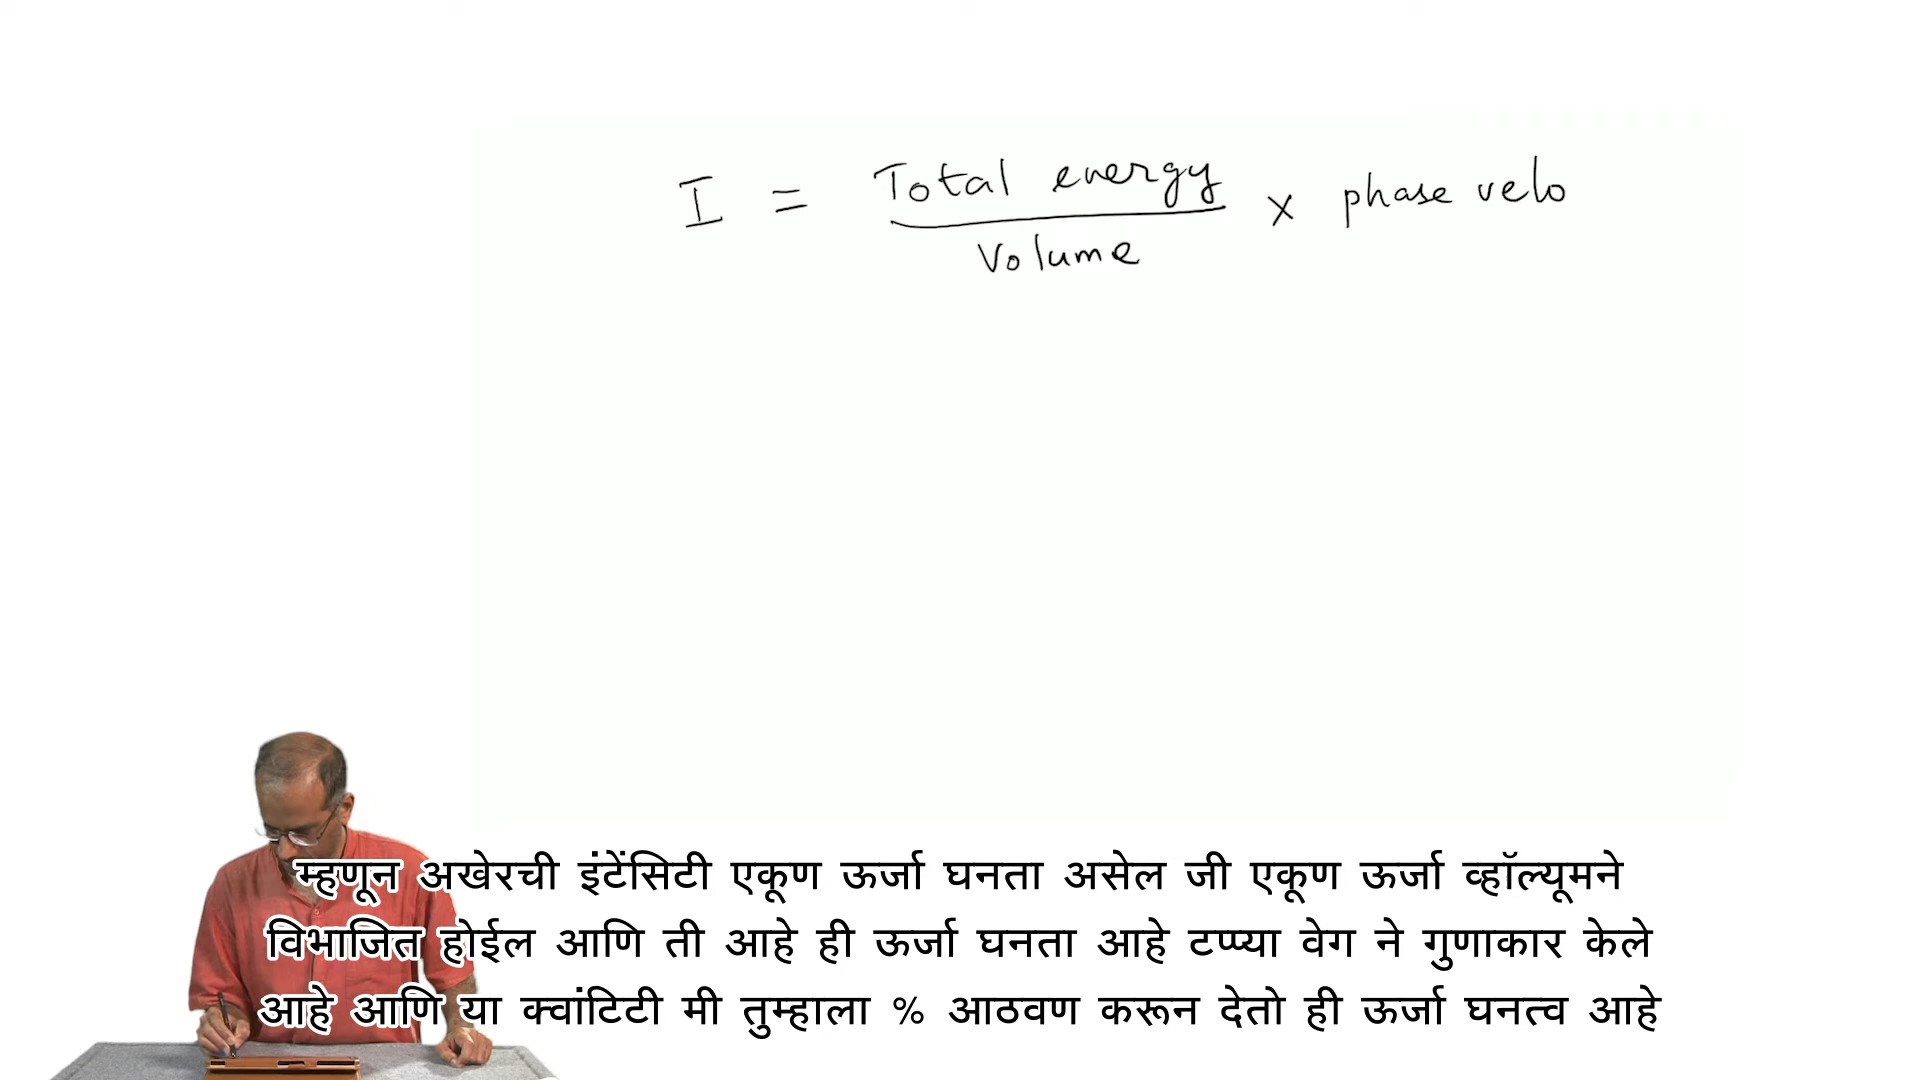 I = Total energy / Volume × phase velo
म्हणून अखेरची इंटेंसिटी एकूण ऊर्जा घनता असेल जी एकूण ऊर्जा व्हॉल्यूमने
विभाजित होईल आणि ती आहे ही ऊर्जा घनता आहे टप्प्या वेग ने गुणाकार केले
आहे आणि या क्वांटिटी मी तुम्हाला % आठवण करून देतो ही ऊर्जा घनत्व आहे